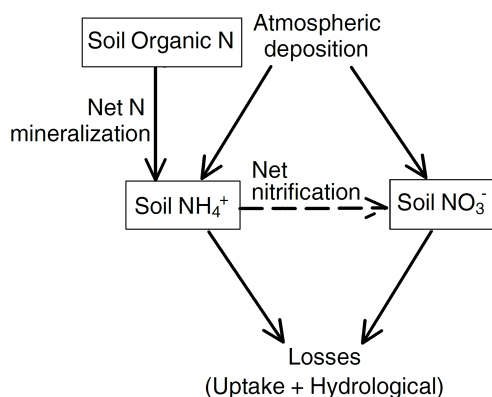 Soil Organic N
Atmospheric
deposition
Net N
mineralization
Net
nitrification
Soil NH₄⁺
Soil NO₃⁻
Losses
(Uptake + Hydrological)